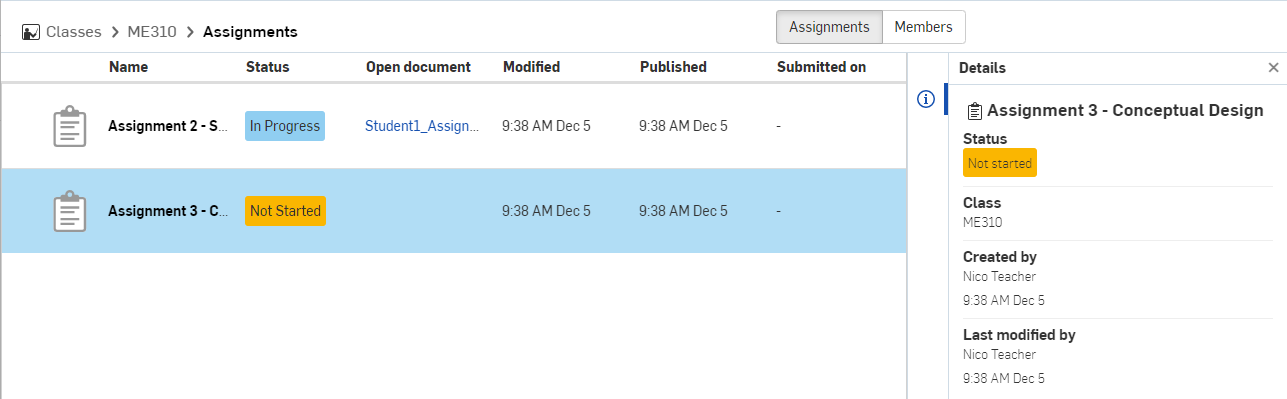 Classes > ME310 > Assignments
Assignments Members
Name Status Open document Modified Published Submitted on
Assignment 2 - S... In Progress Student1_Assign... 9:38 AM Dec 5 9:38 AM Dec 5 -
Assignment 3 - C... Not Started 9:38 AM Dec 5 9:38 AM Dec 5 -
Details
Assignment 3 - Conceptual Design
Status
Not started
Class
ME310
Created by
Nico Teacher
9:38 AM Dec 5
Last modified by
Nico Teacher
9:38 AM Dec 5